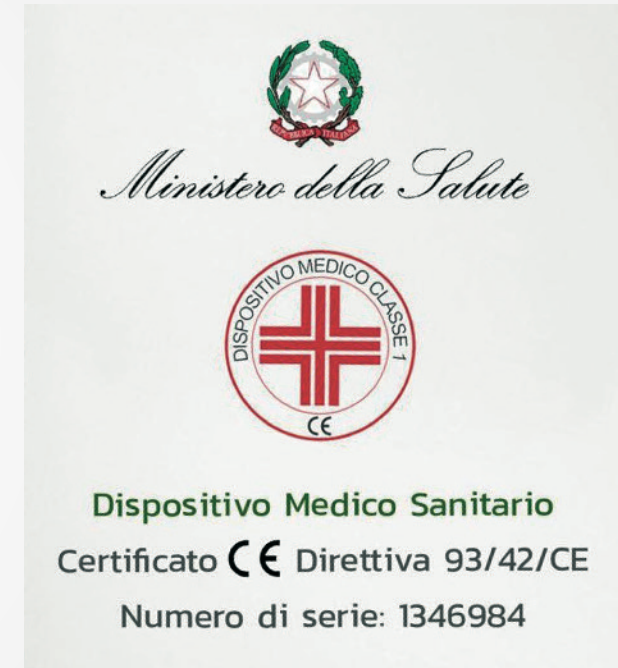 REPUBBLICA ITALIANA
Ministero della Salute
DISPOSITIVO MEDICO CLASSE 1
CE
Dispositivo Medico Sanitario
Certificato CE Direttiva 93/42/CE
Numero di serie: 1346984